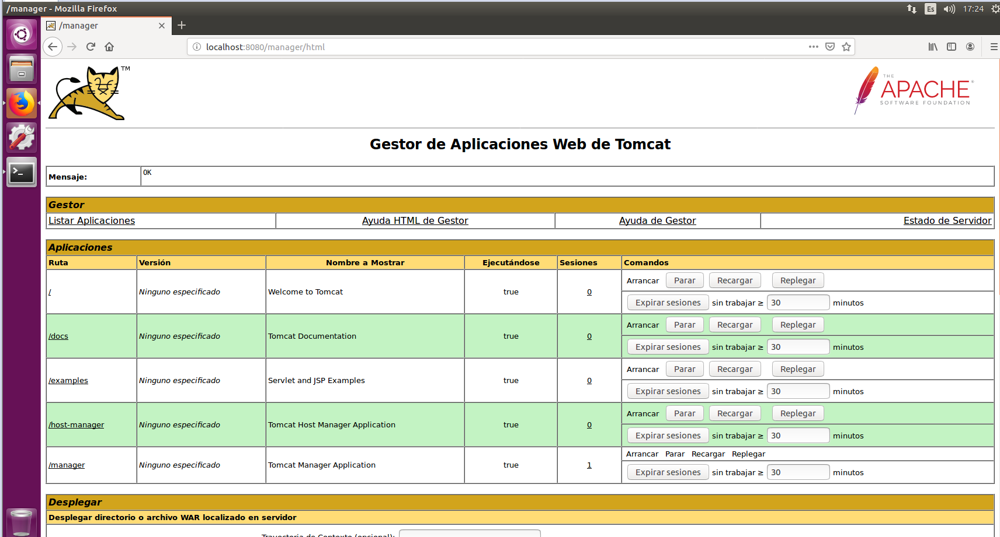 /manager - Mozilla Firefox
Es
17:24
/manager
localhost:8080/manager/html
TM
THE
APACHE®
SOFTWARE FOUNDATION
Gestor de Aplicaciones Web de Tomcat
Mensaje: OK
Gestor
Listar Aplicaciones Ayuda HTML de Gestor Ayuda de Gestor Estado de Servidor
Aplicaciones
Ruta Versión Nombre a Mostrar Ejecutándose Sesiones Comandos
/ Ninguno especificado Welcome to Tomcat true 0 Arrancar Parar Recargar Replegar
Expirar sesiones sin trabajar ≥ 30 minutos
/docs Ninguno especificado Tomcat Documentation true 0 Arrancar Parar Recargar Replegar
Expirar sesiones sin trabajar ≥ 30 minutos
/examples Ninguno especificado Servlet and JSP Examples true 0 Arrancar Parar Recargar Replegar
Expirar sesiones sin trabajar ≥ 30 minutos
/host-manager Ninguno especificado Tomcat Host Manager Application true 0 Arrancar Parar Recargar Replegar
Expirar sesiones sin trabajar ≥ 30 minutos
/manager Ninguno especificado Tomcat Manager Application true 1 Arrancar Parar Recargar Replegar
Expirar sesiones sin trabajar ≥ 30 minutos
Desplegar
Desplegar directorio o archivo WAR localizado en servidor
Trayectoria de Contexto (opcional):